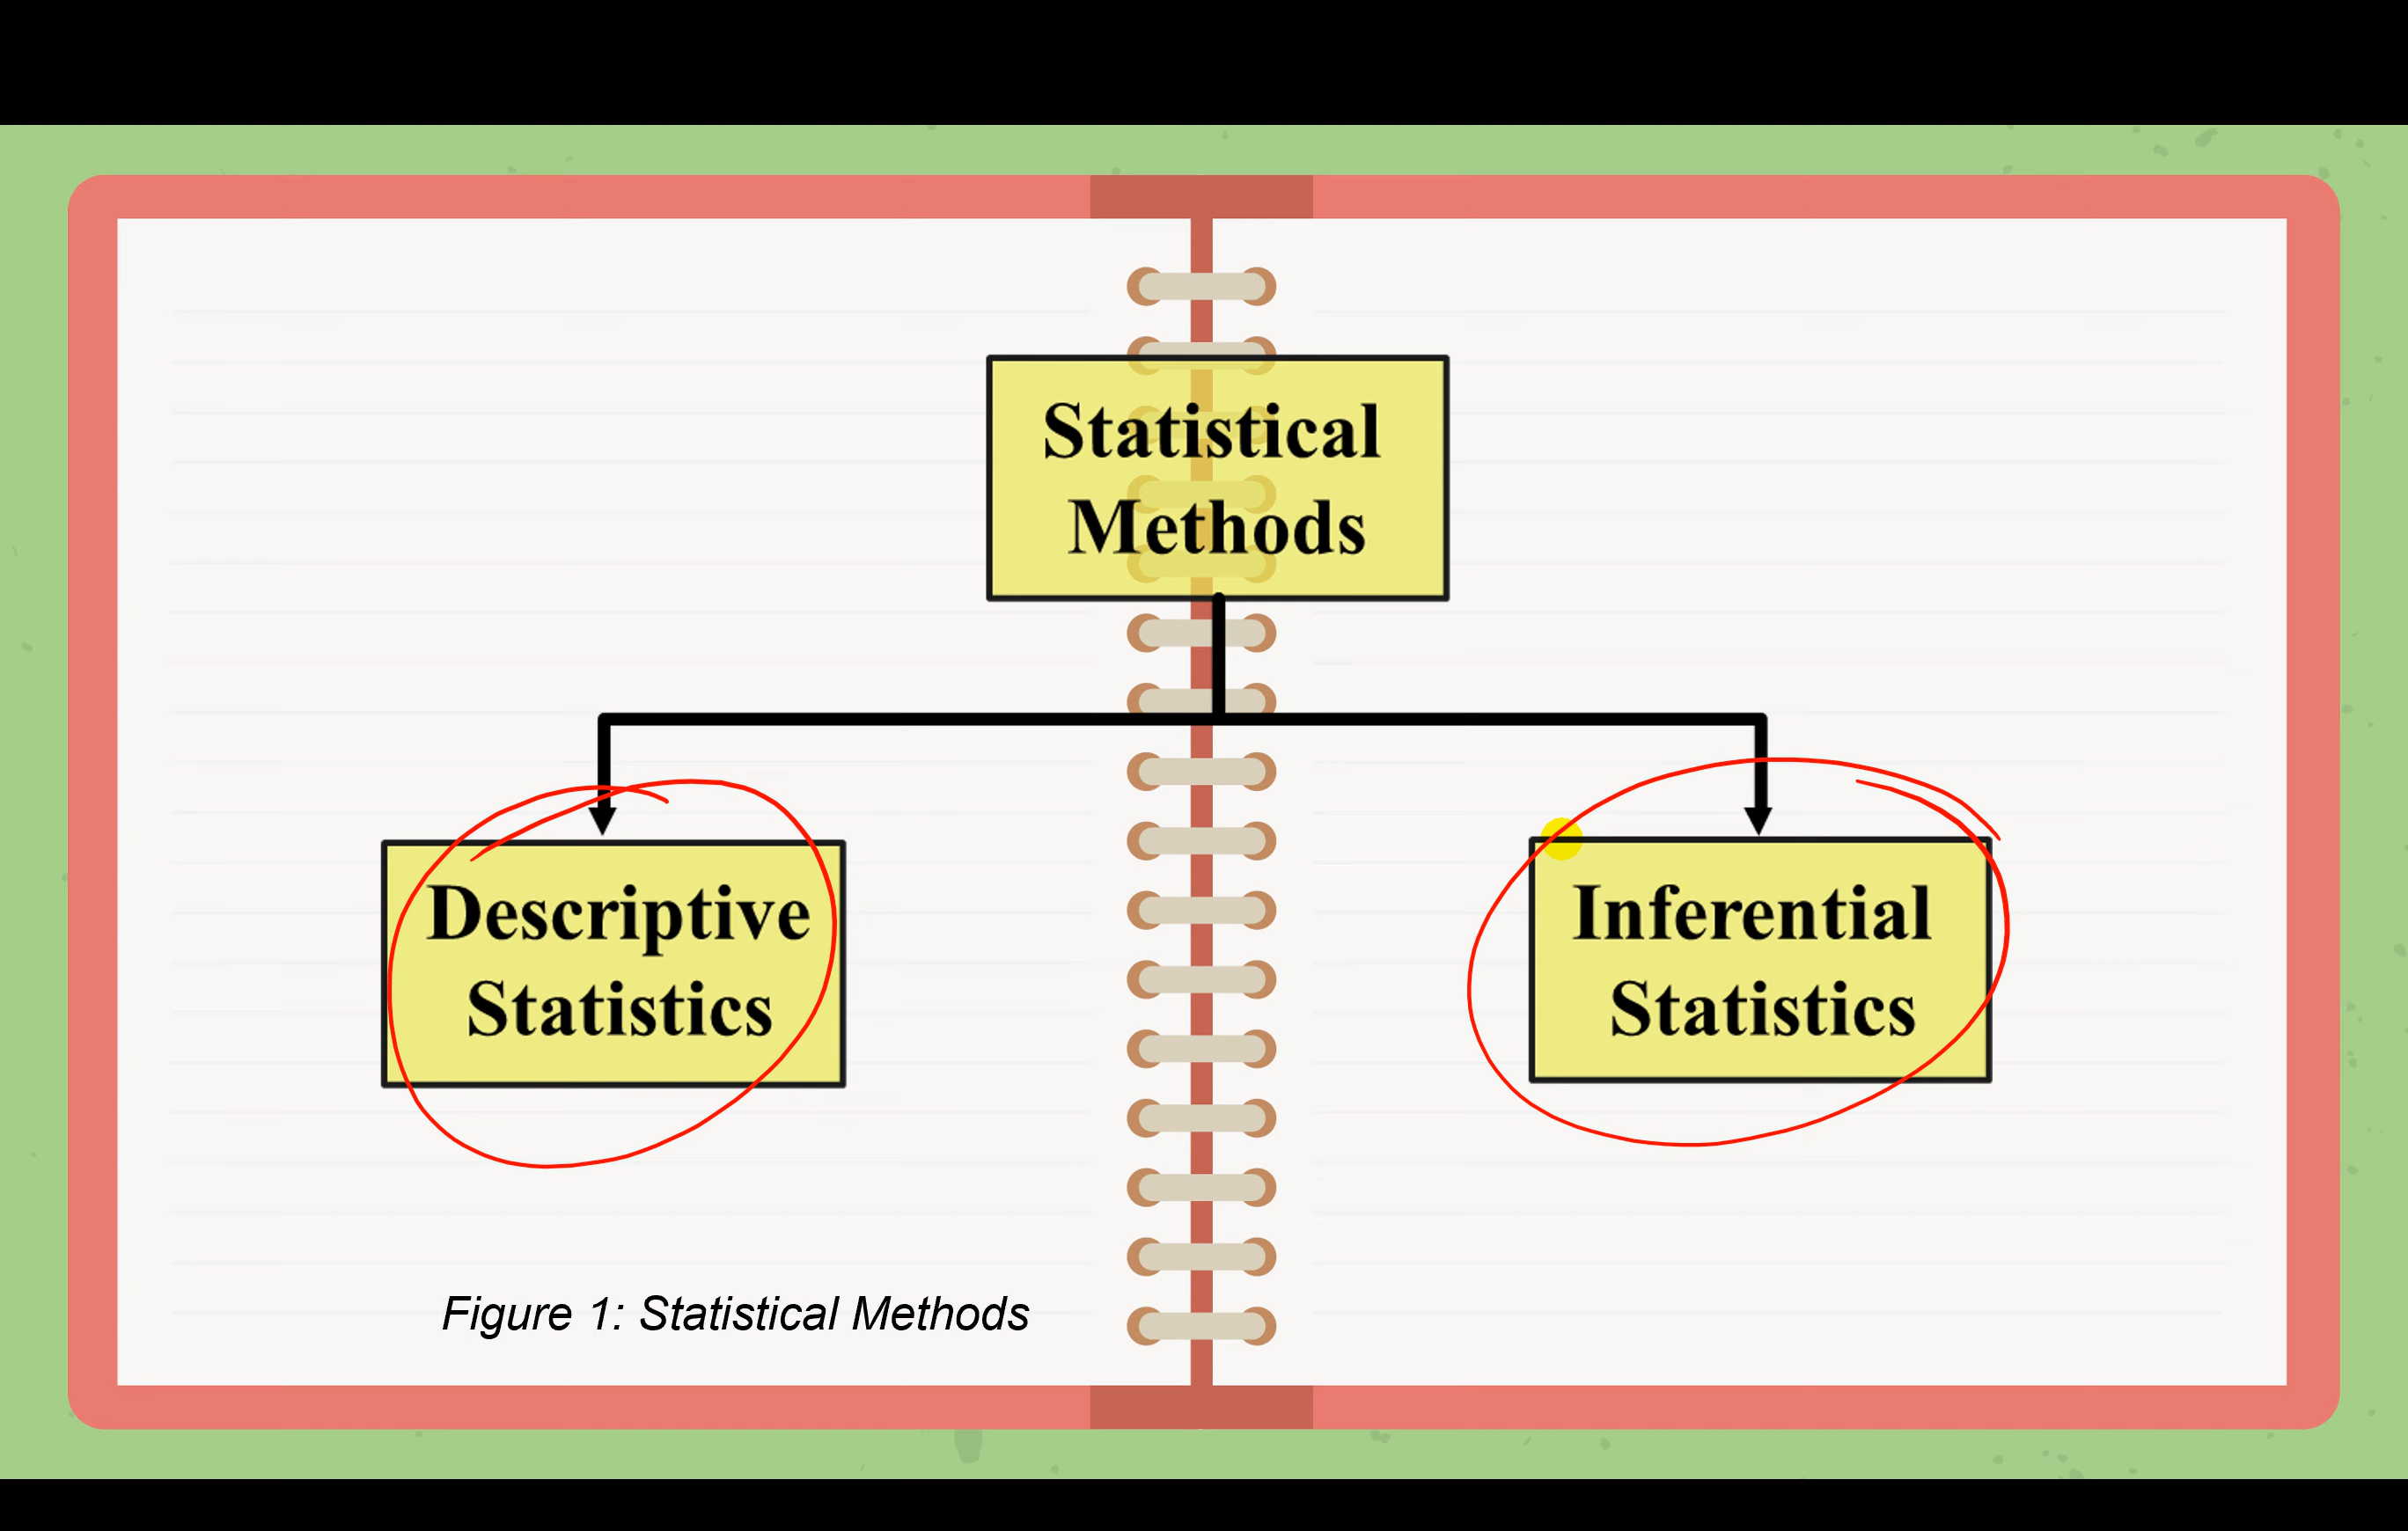 Statistical
Methods
Descriptive
Statistics
Inferential
Statistics
Figure 1: Statistical Methods